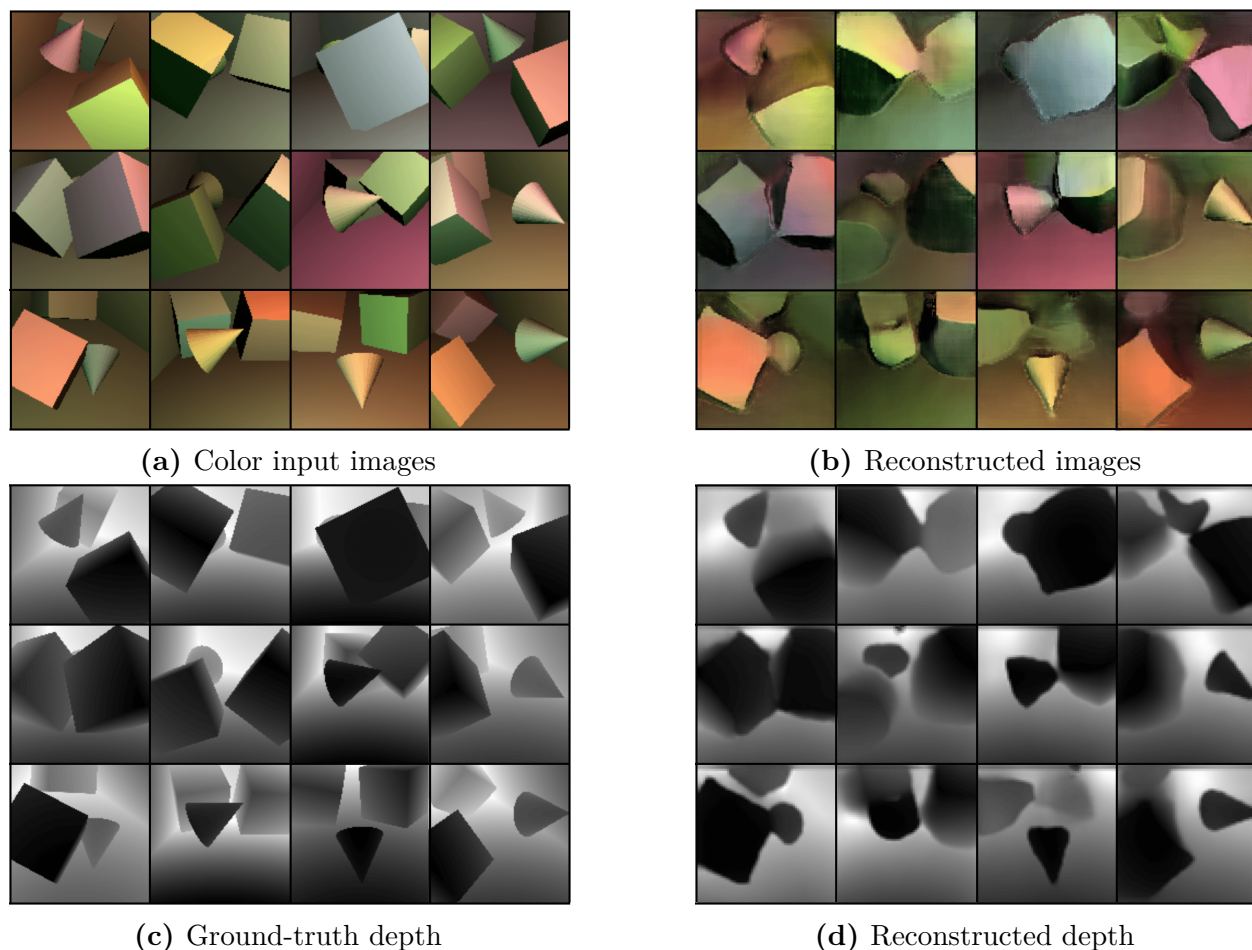 (a) Color input images
(b) Reconstructed images
(c) Ground-truth depth
(d) Reconstructed depth